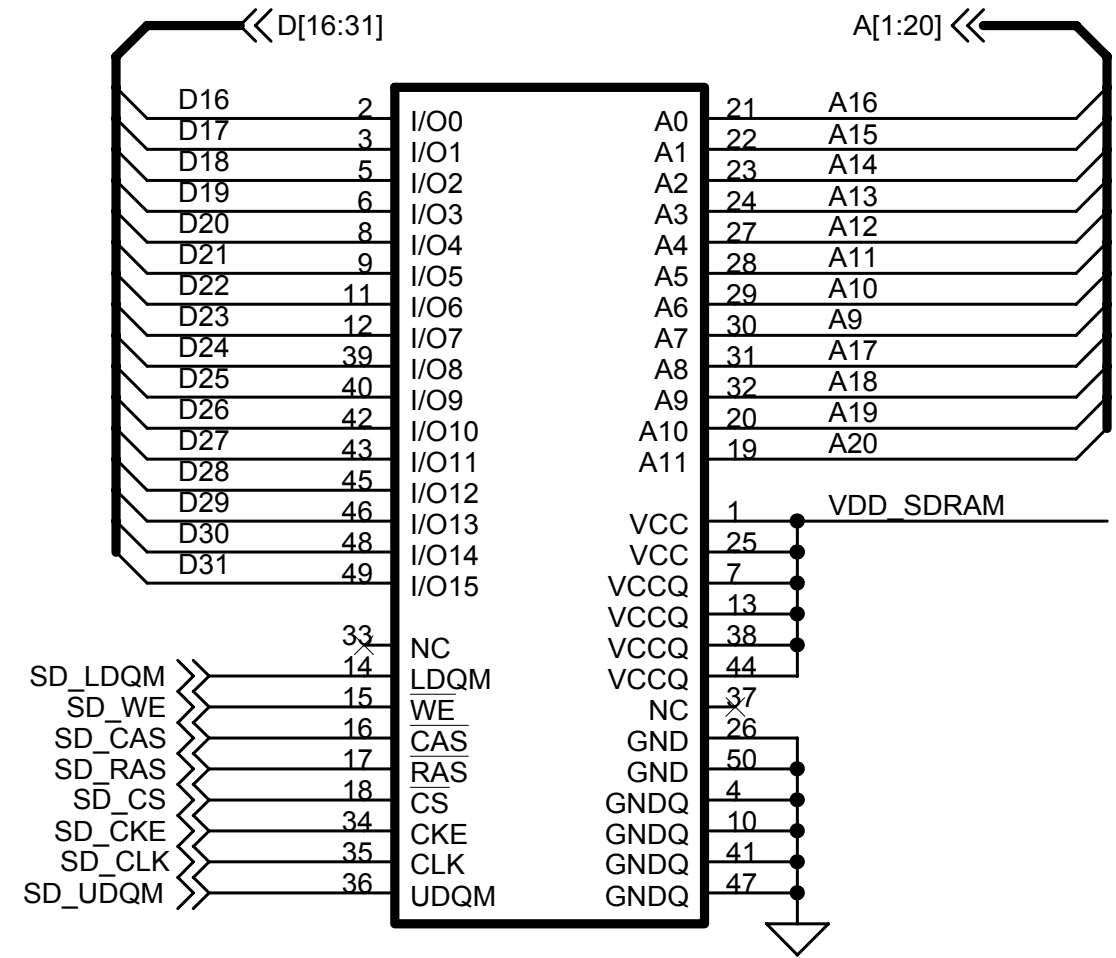 D[16:31] A[1:20]
D16 2 I/O0 A0 21 A16
D17 3 I/O1 A1 22 A15
D18 5 I/O2 A2 23 A14
D19 6 I/O3 A3 24 A13
D20 8 I/O4 A4 27 A12
D21 9 I/O5 A5 28 A11
D22 11 I/O6 A6 29 A10
D23 12 I/O7 A7 30 A9
D24 39 I/O8 A8 31 A17
D25 40 I/O9 A9 32 A18
D26 42 I/O10 A10 20 A19
D27 43 I/O11 A11 19 A20
D28 45 I/O12
D29 46 I/O13 VCC 1 VDD_SDRAM
D30 48 I/O14 VCC 25
D31 49 I/O15 VCCQ 7
VCCQ 13
33 NC VCCQ 38
SD_LDQM 14 LDQM VCCQ 44
SD_WE 15 WE NC 37
SD_CAS 16 CAS GND 26
SD_RAS 17 RAS GND 50
SD_CS 18 CS GNDQ 4
SD_CKE 34 CKE GNDQ 10
SD_CLK 35 CLK GNDQ 41
SD_UDQM 36 UDQM GNDQ 47